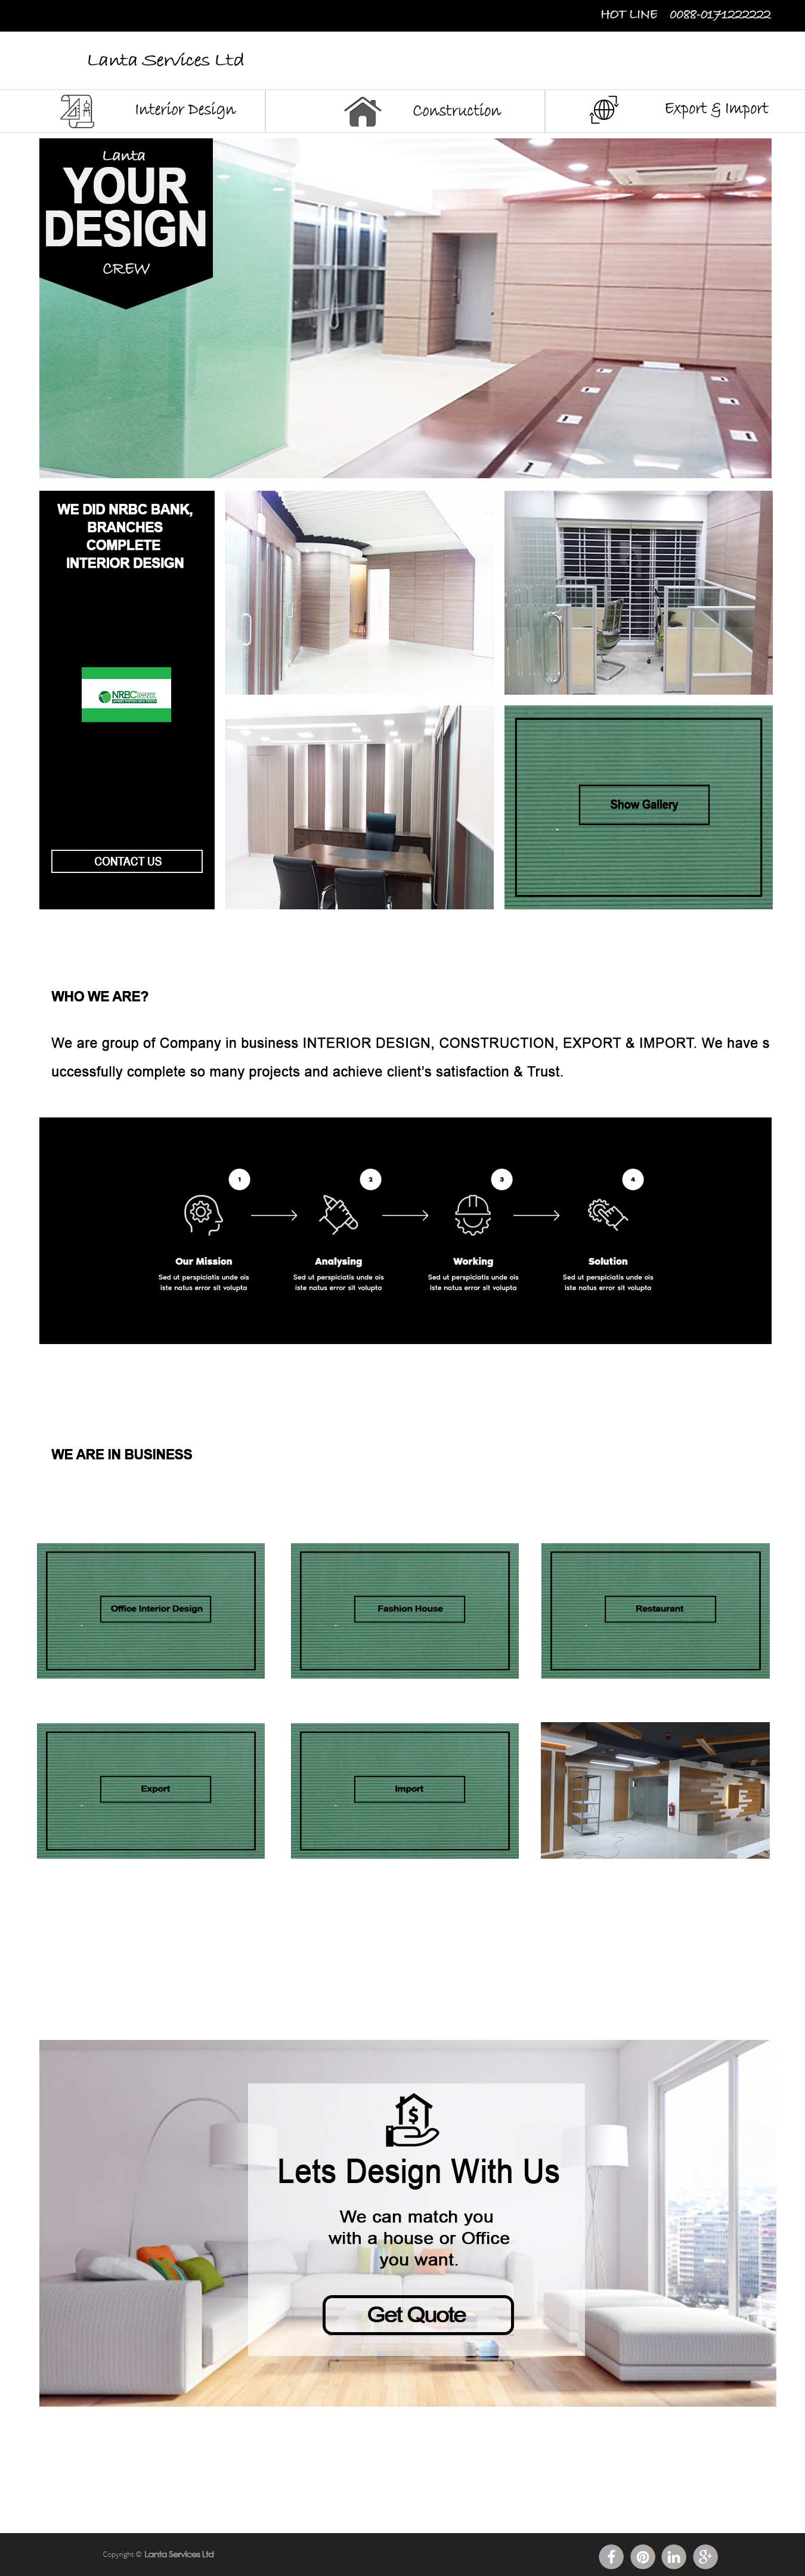 HOT LINE 0088-0171222222
Lanta Services Ltd
Interior Design
Construction
Export & Import
Lanta
YOUR
DESIGN
CREW
WE DID NRBC BANK,
BRANCHES
COMPLETE
INTERIOR DESIGN
NRBC BANK
CONTACT US
Show Gallery
WHO WE ARE?
We are group of Company in business INTERIOR DESIGN, CONSTRUCTION, EXPORT & IMPORT. We have s
uccessfully complete so many projects and achieve client's satisfaction & Trust.
1
2
3
4
Our Mission
Analysing
Working
Solution
Sed ut perspiciatis unde ois
iste natus error sit volupta
Sed ut perspiciatis unde ois
iste natus error sit volupta
Sed ut perspiciatis unde ois
iste natus error sit volupta
Sed ut perspiciatis unde ois
iste natus error sit volupta
WE ARE IN BUSINESS
Office Interior Design
Fashion House
Restaurant
Export
Import
$
Lets Design With Us
We can match you
with a house or Office
you want.
Get Quote
Copyright © Lanta Services Ltd